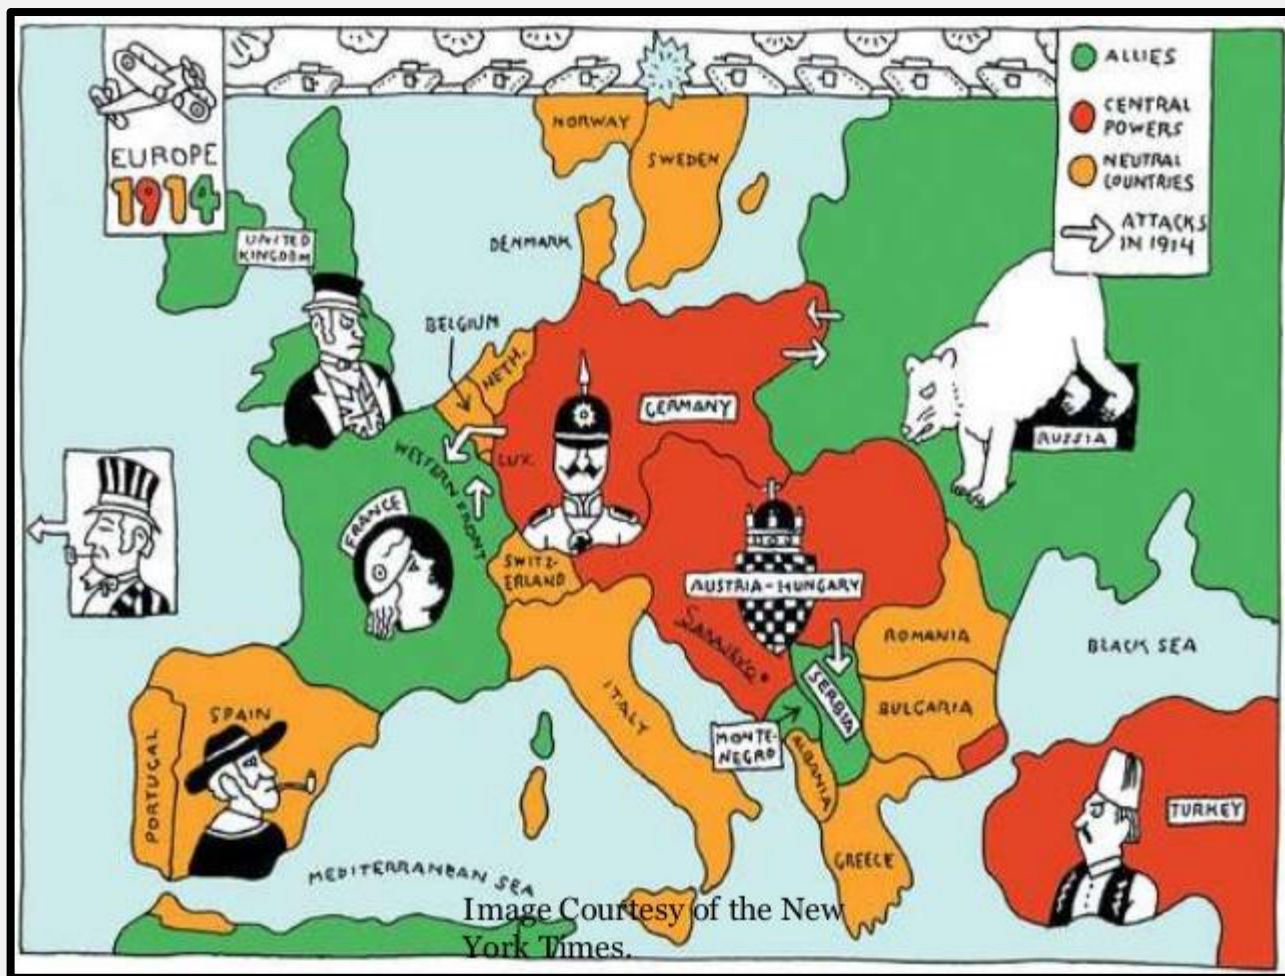 EUROPE
1914
ALLIES
CENTRAL
POWERS
NEUTRAL
COUNTRIES
ATTACKS
IN 1914
NORWAY
SWEDEN
DENMARK
UNITED
KINGDOM
BELGIUM
NETH.
GERMANY
LUX.
WESTERN FRONT
FRANCE
RUSSIA
SWITZ-
ERLAND
AUSTRIA-HUNGARY
SARAJEVO
ROMANIA
BLACK SEA
SERBIA
BULGARIA
ITALY
MONTE-
NEGRO
ALBANIA
SPAIN
PORTUGAL
TURKEY
GREECE
MEDITERRANEAN SEA
Image Courtesy of the New
York Times.